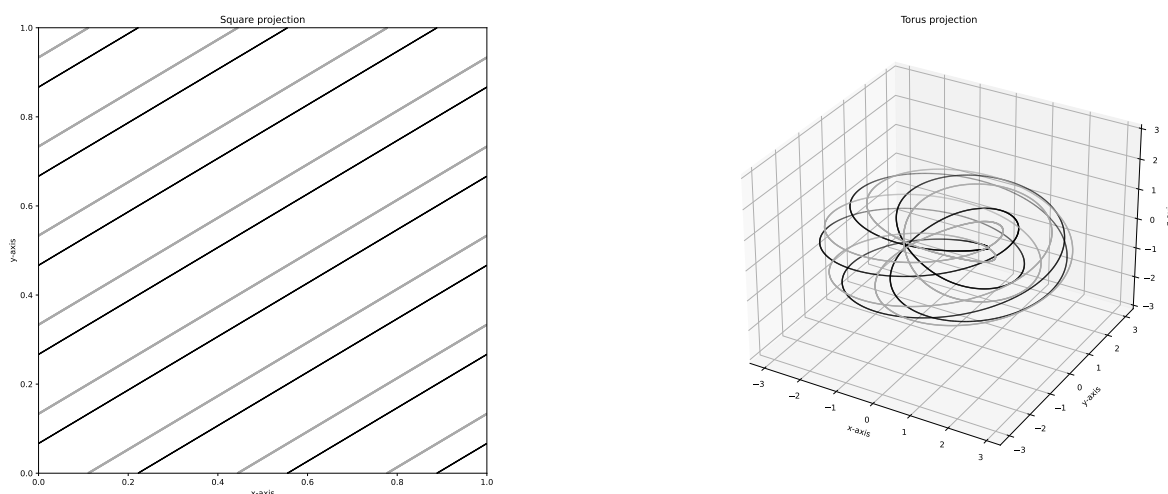 Square projection
1.0
0.8
0.6
0.4
0.2
0.0
y-axis
0.0 0.2 0.4 0.6 0.8 1.0
x-axis
Torus projection
3
2
1
0
−1
−2
−3
−3 −2 −1 0 1 2 3
x-axis
−3 −2 −1 0 1 2 3
y-axis